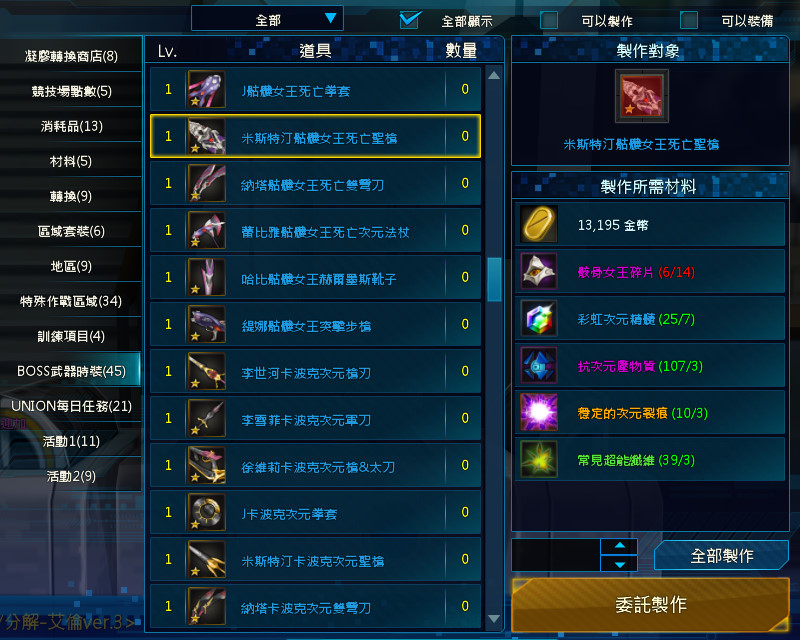 全部
全部顯示
可以製作
可以裝備
凝膠轉換商店(8)
競技場點數(5)
消耗品(13)
材料(5)
轉換(9)
區域套裝(6)
地區(9)
特殊作戰區域(34)
訓練項目(4)
BOSS武器時裝(45)
UNION每日任務(21)
活動1(11)
活動2(9)
/分解-艾倫ver.3>
Lv. 道具 數量
1 J骷髏女王死亡拳套 0
1 米斯特汀骷髏女王死亡聖槍 0
1 納塔骷髏女王死亡雙彎刀 0
1 蕾比雅骷髏女王死亡次元法杖 0
1 哈比骷髏女王赫爾墨斯靴子 0
1 緹娜骷髏女王突擊步槍 0
1 李世河卡波克次元槍刃 0
1 李雪菲卡波克次元軍刀 0
1 徐維莉卡波克次元槍&太刀 0
1 J卡波克次元拳套 0
1 米斯特汀卡波克次元聖槍 0
1 納塔卡波克次元雙彎刀 0
製作對象
米斯特汀骷髏女王死亡聖槍
製作所需材料
13,195 金幣
骸骨女王碎片 (6/14)
彩虹次元精髓 (25/7)
抗次元塵物質 (107/3)
穩定的次元裂痕 (10/3)
常見超能纖維 (39/3)
全部製作
委託製作